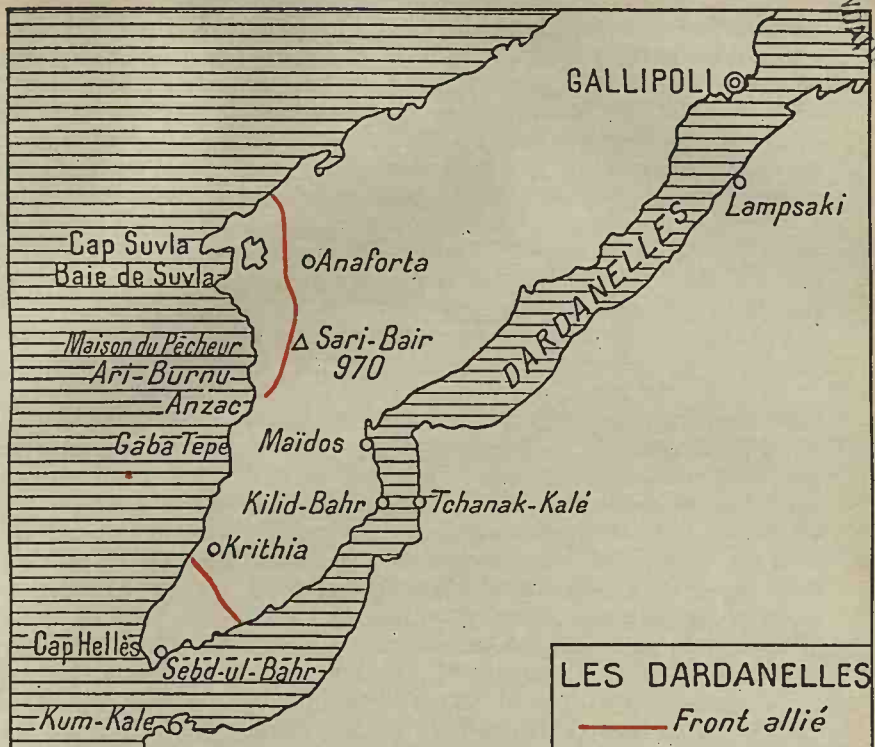 GALLIPOLI
Lampsaki
DARDANELLES
Cap Suvla
Baie de Suvla
Anaforta
Maison du Pêcheur
Sari-Bair
970
Ari-Burnu
Anzac
Gaba Tepe
Maïdos
Kilid-Bahr
Tchanak-Kalé
Krithia
Cap Hellès
Sebd-ul-Bahr
Kum-Kale
LES DARDANELLES
Front allié